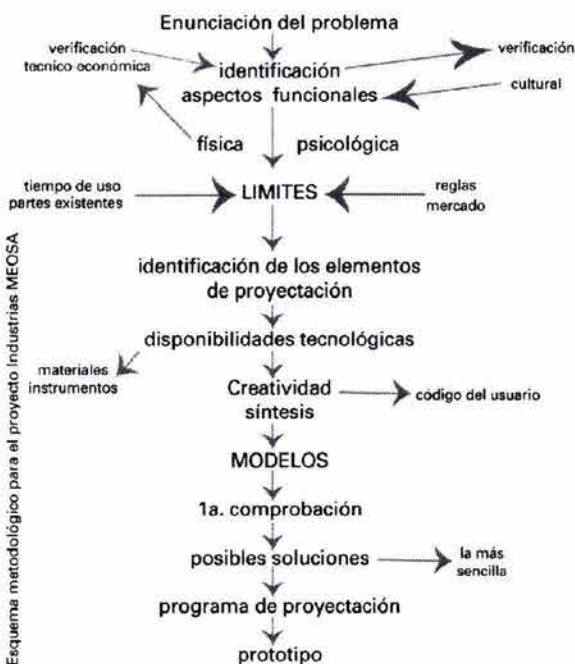 Enunciación del problema
verificación
tecnico-económica
identificación
aspectos funcionales
verificación
cultural
física
psicológica
tiempo de uso
partes existentes
LIMITES
reglas
mercado
identificación de los elementos
de proyectación
disponibilidades tecnológicas
materiales
instrumentos
Creatividad
síntesis
código del usuario
MODELOS
1a. comprobación
posibles soluciones
la más
sencilla
programa de proyectación
prototipo
Esquema metodológico para el proyecto Industrias MEOSA